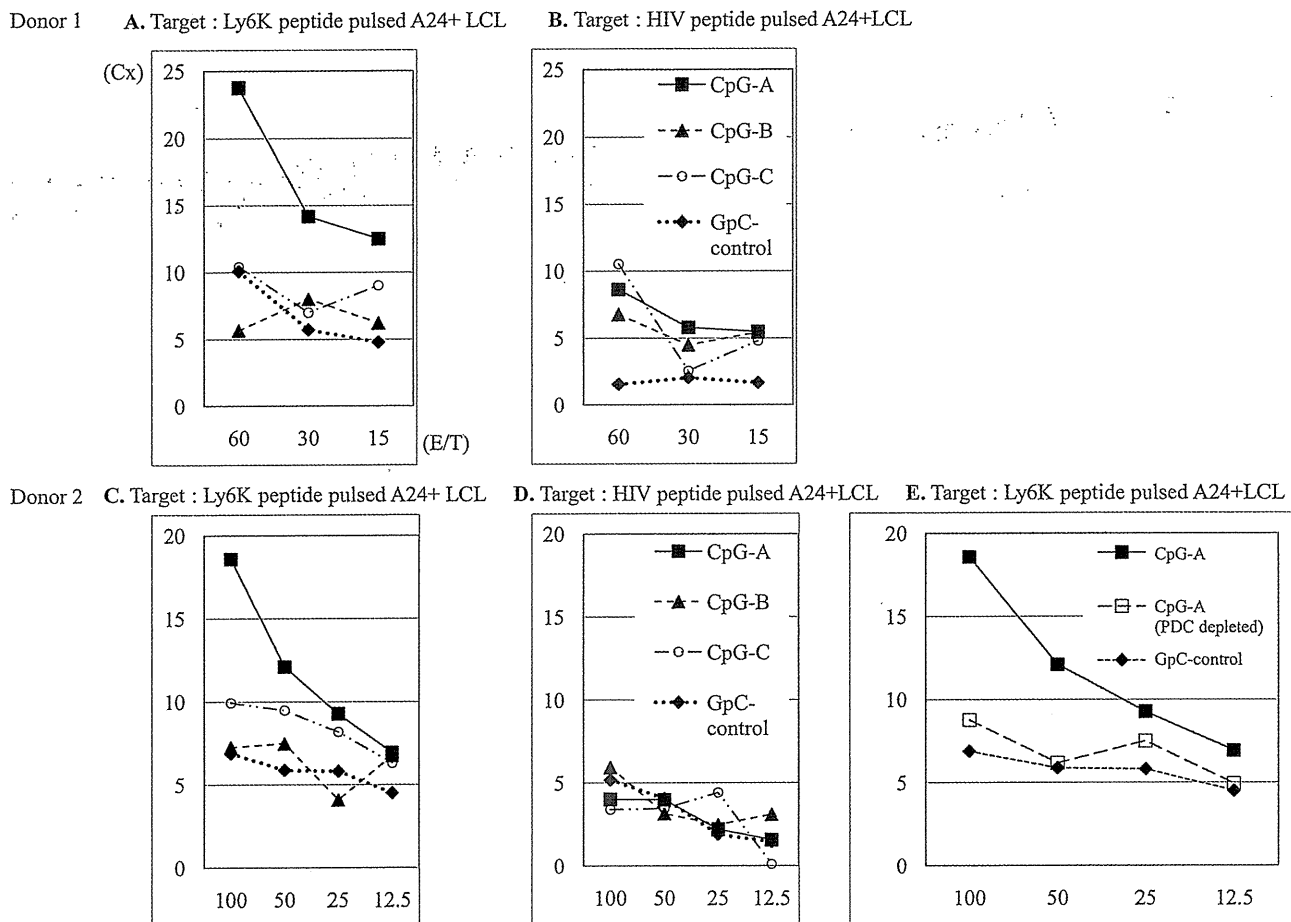 Donor 1 A. Target : Ly6K peptide pulsed A24+ LCL B. Target : HIV peptide pulsed A24+LCL
(Cx)
25
20
15
10
5
0
60 30 15 (E/T)
25
20
15
10
5
0
CpG-A
CpG-B
CpG-C
GpC-
control
60 30 15
Donor 2 C. Target : Ly6K peptide pulsed A24+ LCL D. Target : HIV peptide pulsed A24+LCL E. Target : Ly6K peptide pulsed A24+LCL
20
15
10
5
0
100 50 25 12.5
20
15
10
5
0
CpG-A
CpG-B
CpG-C
GpC-
control
100 50 25 12.5
20
15
10
5
0
CpG-A
CpG-A
(PDC depleted)
GpC-control
100 50 25 12.5